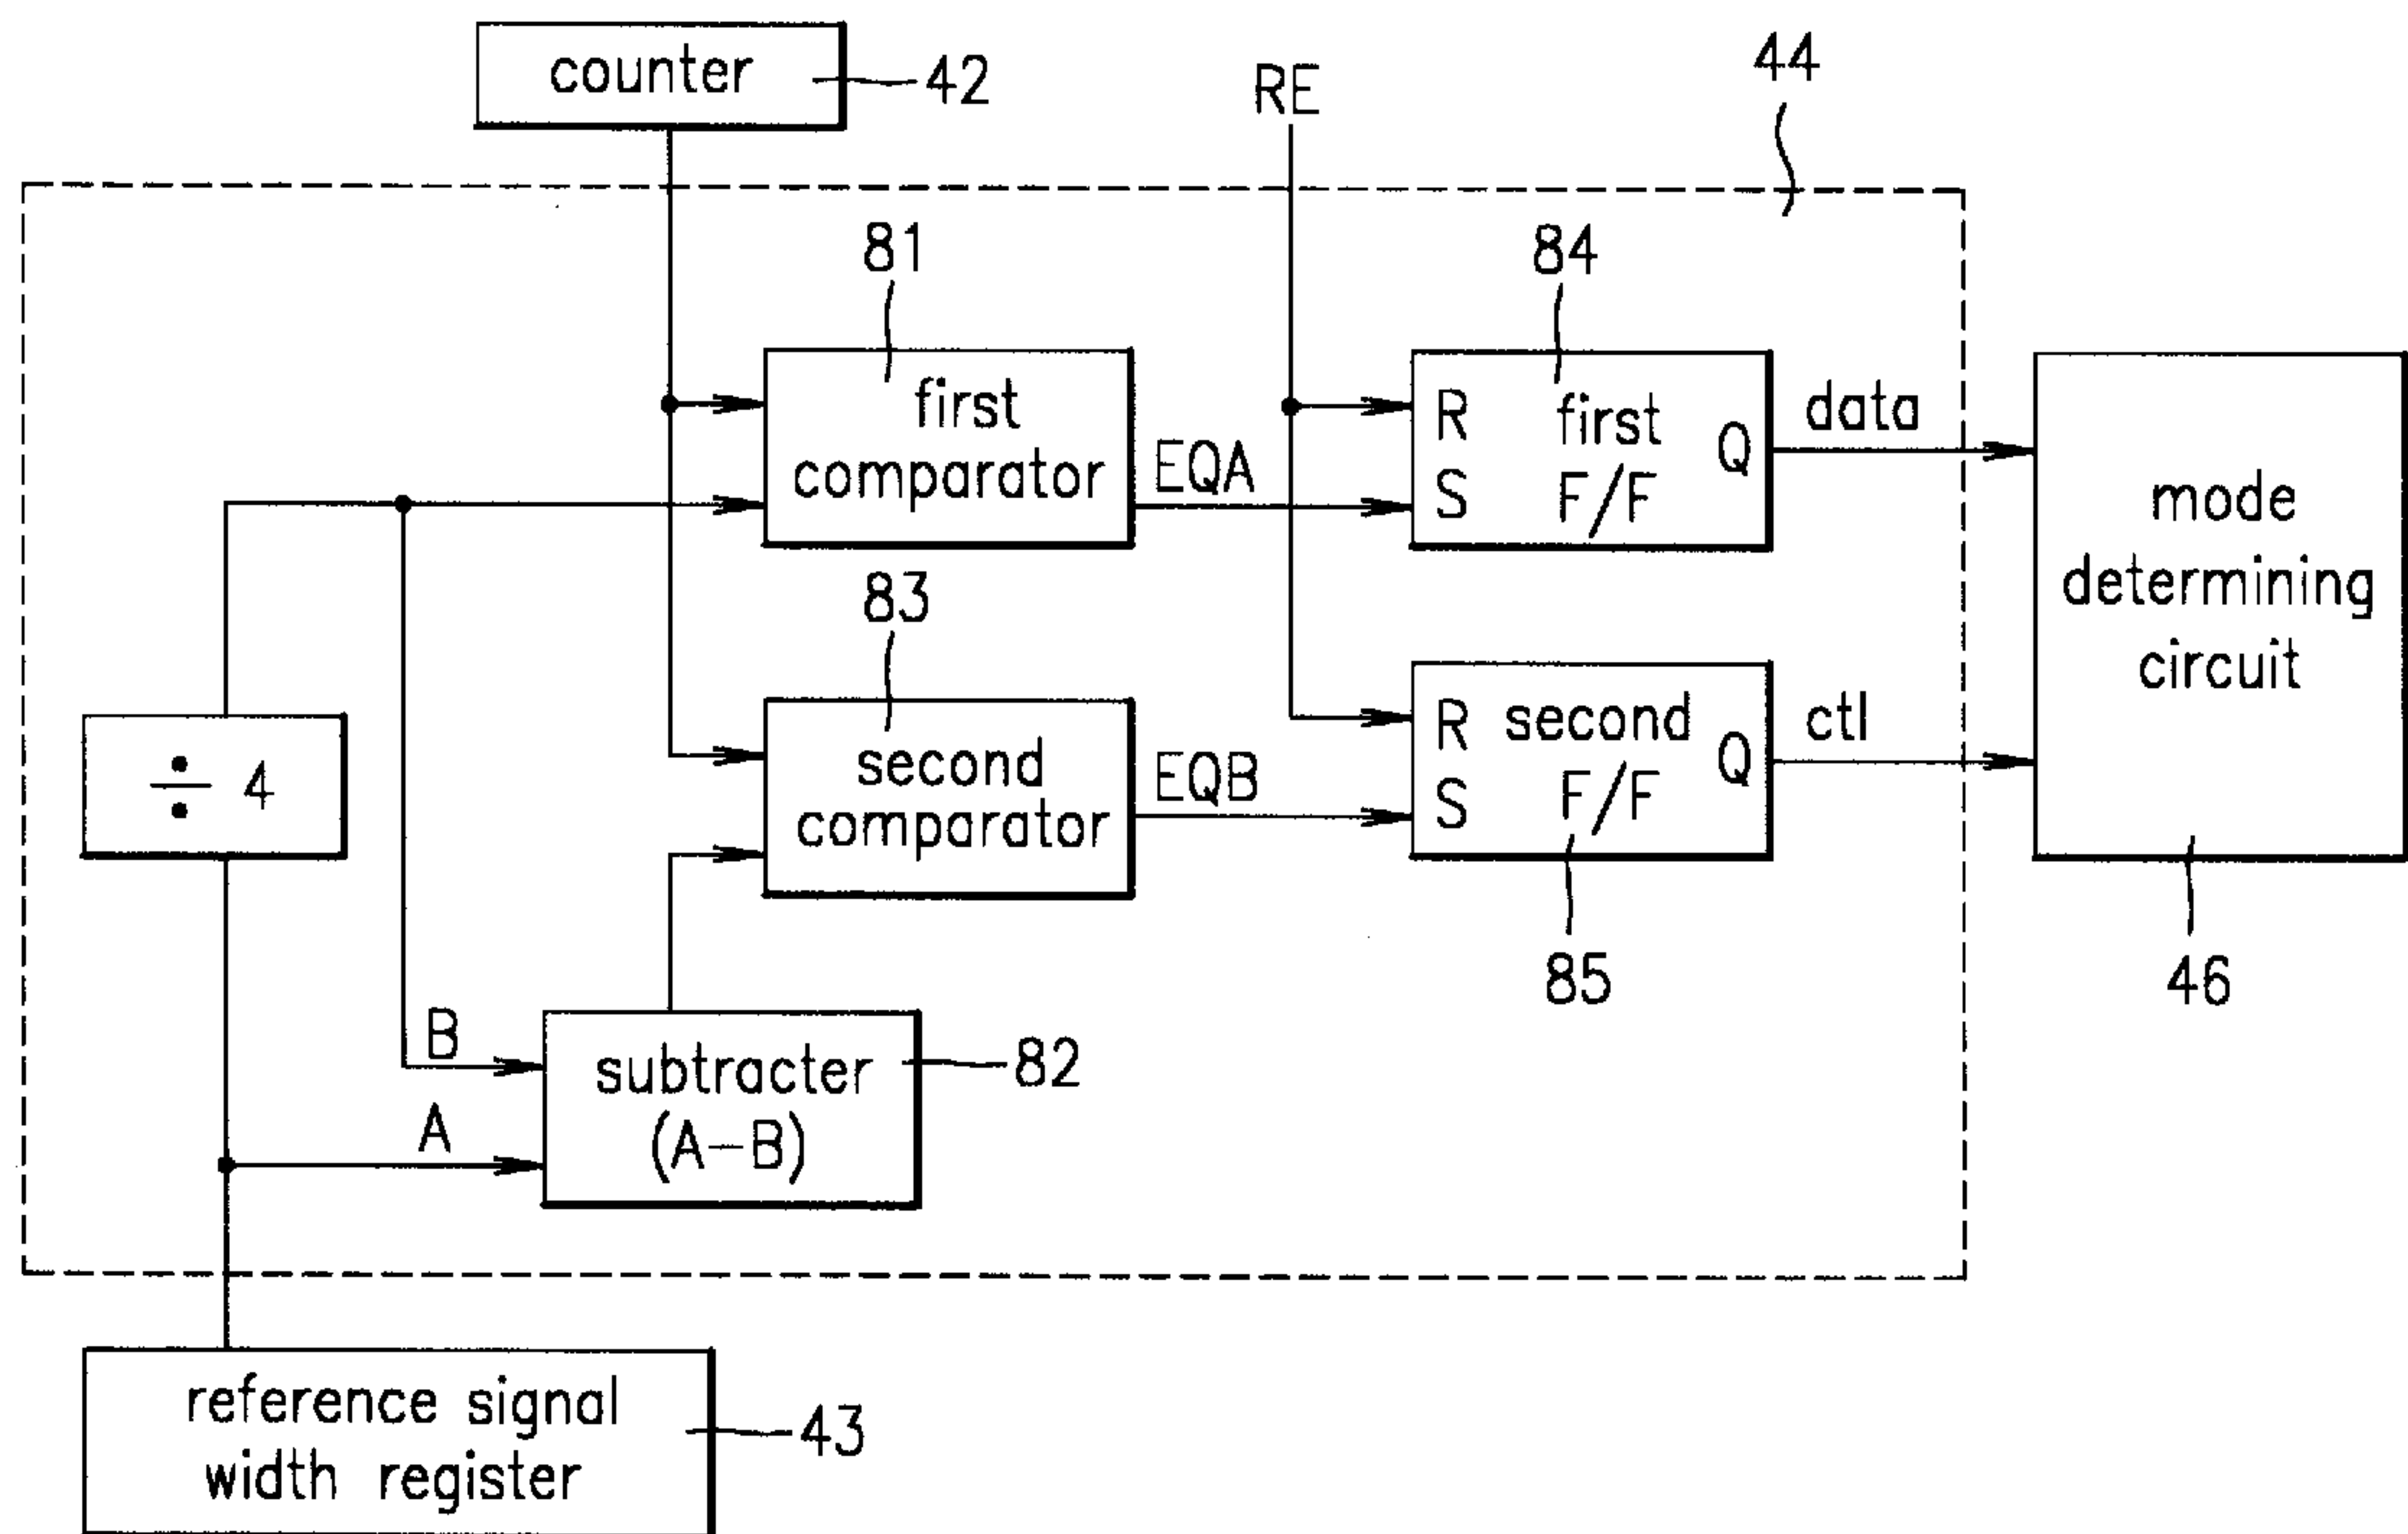 counter
42
RE
44
81
84
first
comparator
EQA
R
S
first
F/F
Q
data
mode
determining
circuit
83
÷ 4
second
comparator
EQB
R
S
second
F/F
Q
ctl
85
46
B
A
subtracter
(A-B)
82
reference signal
width register
43